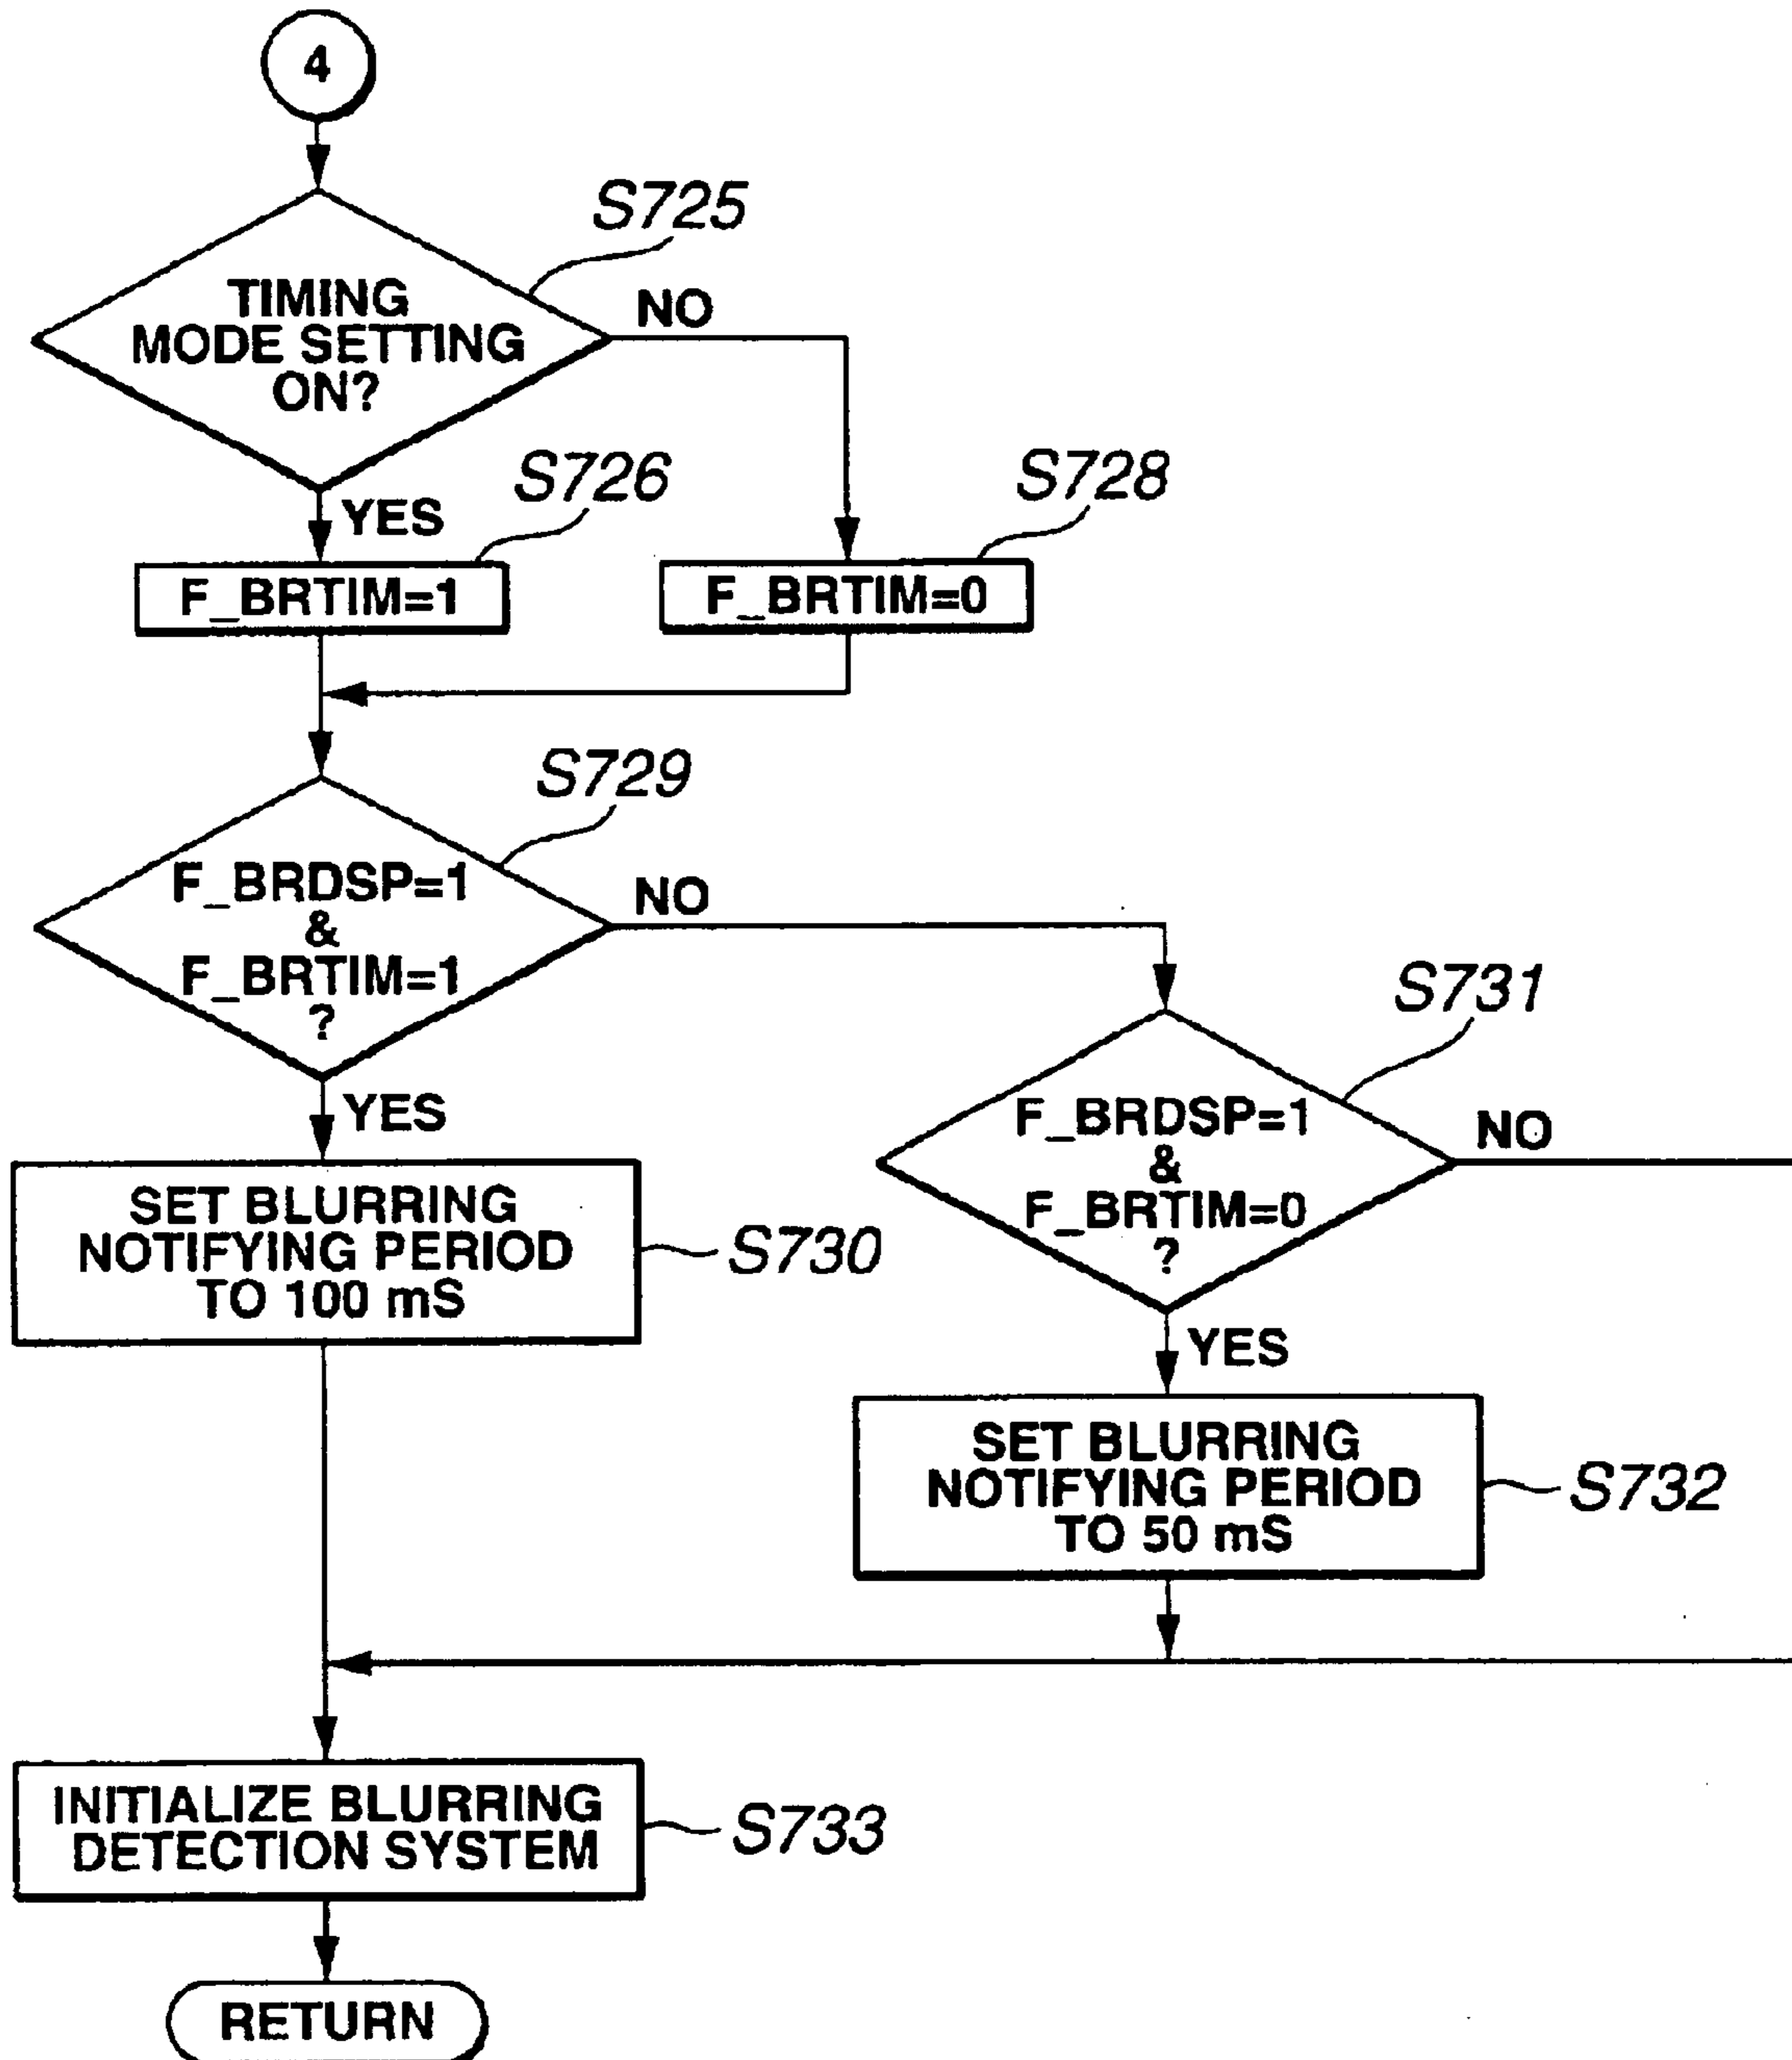 4
S725
TIMING
MODE SETTING
ON?
NO
YES
S726
S728
F_BRTIM=1
F_BRTIM=0
S729
F_BRDSP=1
&
F_BRTIM=1
?
NO
YES
S731
F_BRDSP=1
&
F_BRTIM=0
?
NO
YES
SET BLURRING
NOTIFYING PERIOD
TO 100 mS
S730
SET BLURRING
NOTIFYING PERIOD
TO 50 mS
S732
INITIALIZE BLURRING
DETECTION SYSTEM
S733
RETURN